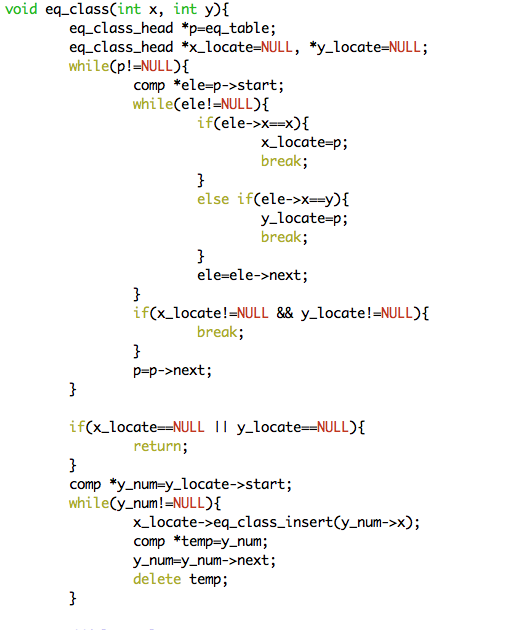 void eq_class(int x, int y){
        eq_class_head *p=eq_table;
        eq_class_head *x_locate=NULL, *y_locate=NULL;
        while(p!=NULL){
                comp *ele=p->start;
                while(ele!=NULL){
                        if(ele->x==x){
                                x_locate=p;
                                break;
                        }
                        else if(ele->x==y){
                                y_locate=p;
                                break;
                        }
                        ele=ele->next;
                }
                if(x_locate!=NULL && y_locate!=NULL){
                        break;
                }
                p=p->next;
        }

        if(x_locate==NULL || y_locate==NULL){
                return;
        }
        comp *y_num=y_locate->start;
        while(y_num!=NULL){
                x_locate->eq_class_insert(y_num->x);
                comp *temp=y_num;
                y_num=y_num->next;
                delete temp;
        }